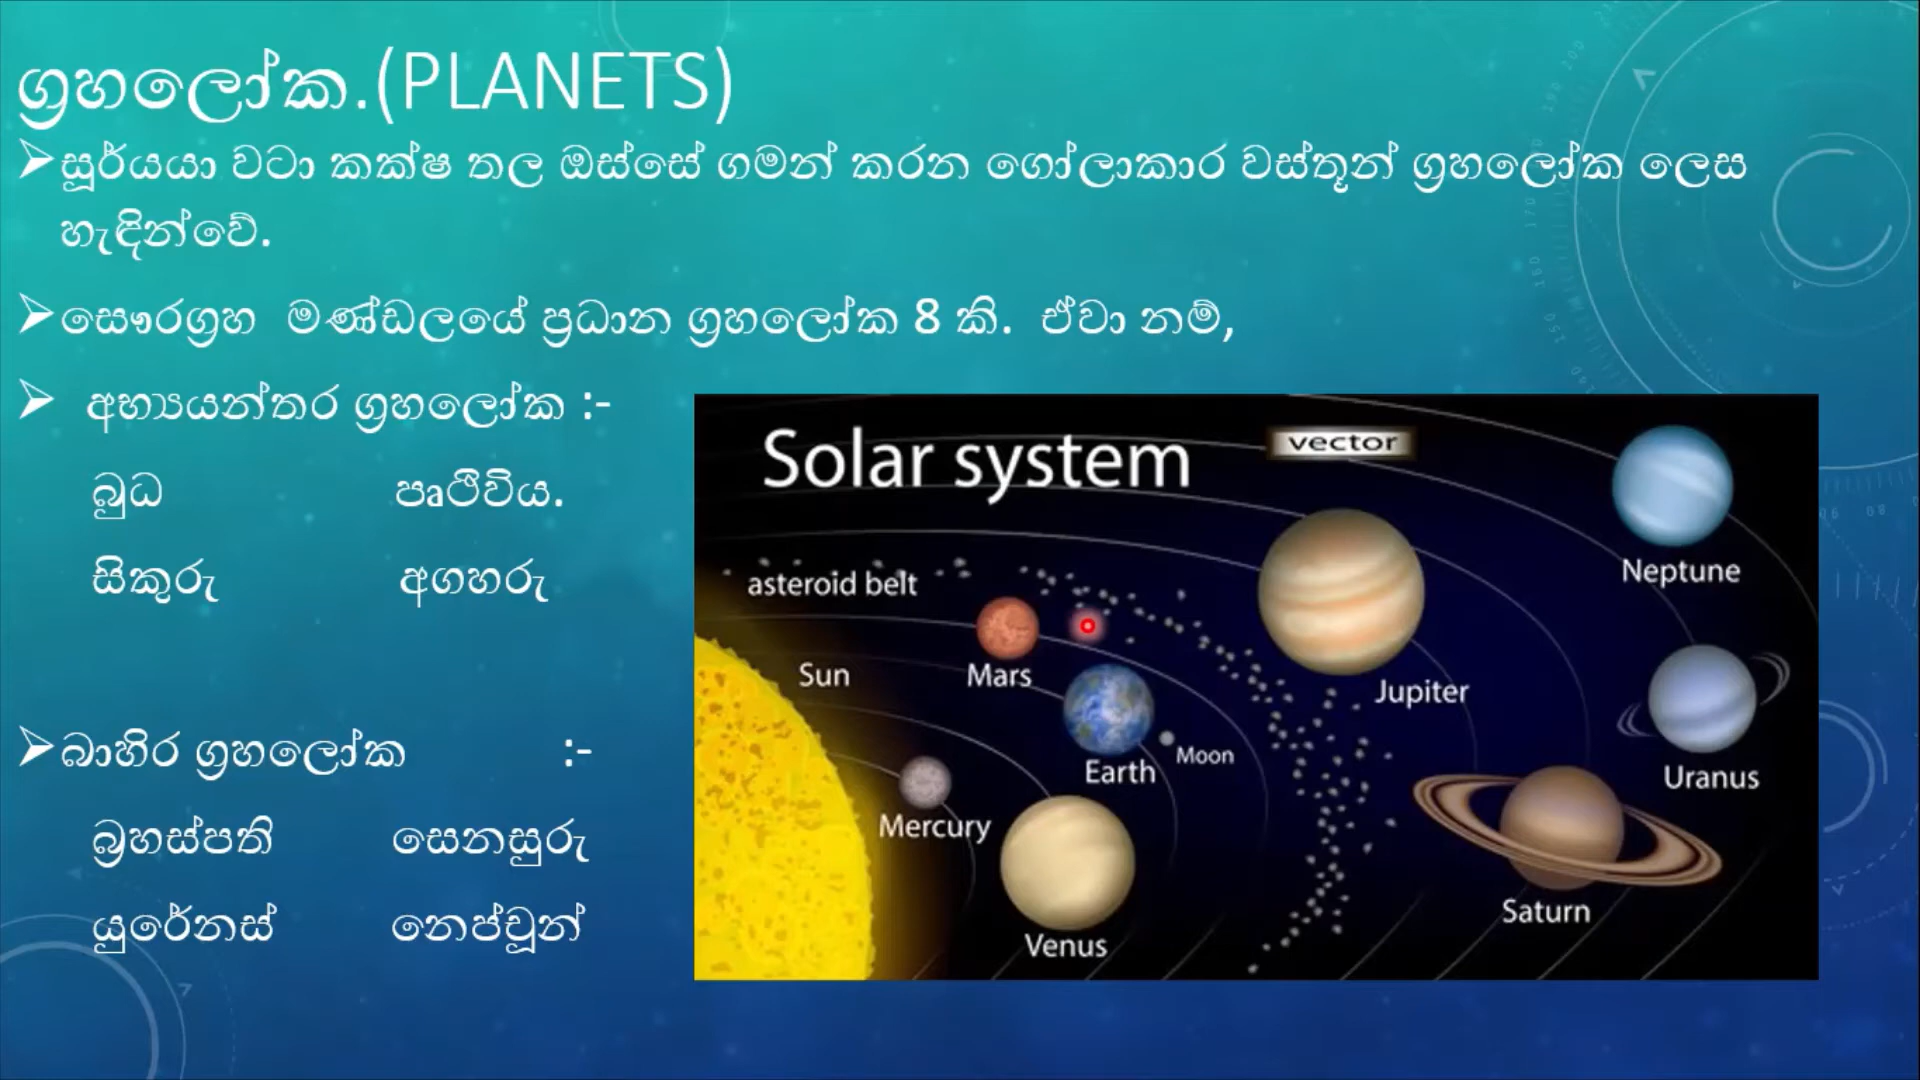 ග්‍රහලෝක.(PLANETS)
සූර්යයා වටා කක්ෂ තල ඔස්සේ ගමන් කරන ගෝලාකාර වස්තූන් ග්‍රහලෝක ලෙස
හැඳින්වේ.
සෞරග්‍රහ මණ්ඩලයේ ප්‍රධාන ග්‍රහලෝක 8 කි. ඒවා නම්,
අභ්‍යයන්තර ග්‍රහලෝක :-
බුධ පෘථිවිය.
සිකුරු අගහරු
බාහිර ග්‍රහලෝක :-
බ්‍රහස්පති සෙනසුරු
යුරේනස් නෙප්චූන්
Solar system
vector
Neptune
asteroid belt
Sun
Mars
Jupiter
Moon
Earth
Uranus
Mercury
Saturn
Venus